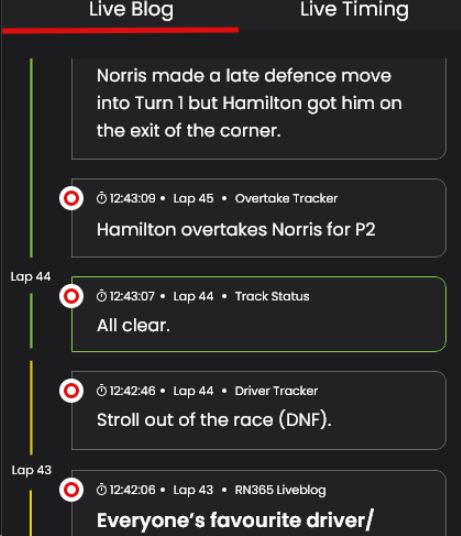 Live Blog
Live Timing
Norris made a late defence move
into Turn 1 but Hamilton got him on
the exit of the corner.
12:43:09 • Lap 45 • Overtake Tracker
Hamilton overtakes Norris for P2
Lap 44
12:43:07 • Lap 44 • Track Status
All clear.
12:42:46 • Lap 44 • Driver Tracker
Stroll out of the race (DNF).
Lap 43
12:42:06 • Lap 43 • RN365 Liveblog
Everyone's favourite driver/